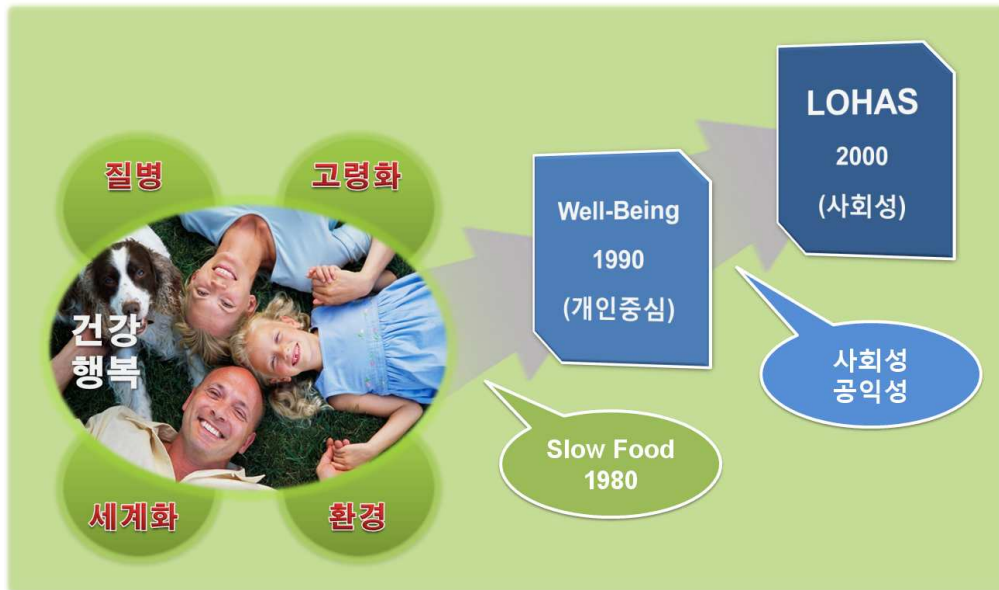 질병
고령화
건강
행복
세계화
환경
Slow Food
1980
Well-Being
1990
(개인중심)
사회성
공익성
LOHAS
2000
(사회성)